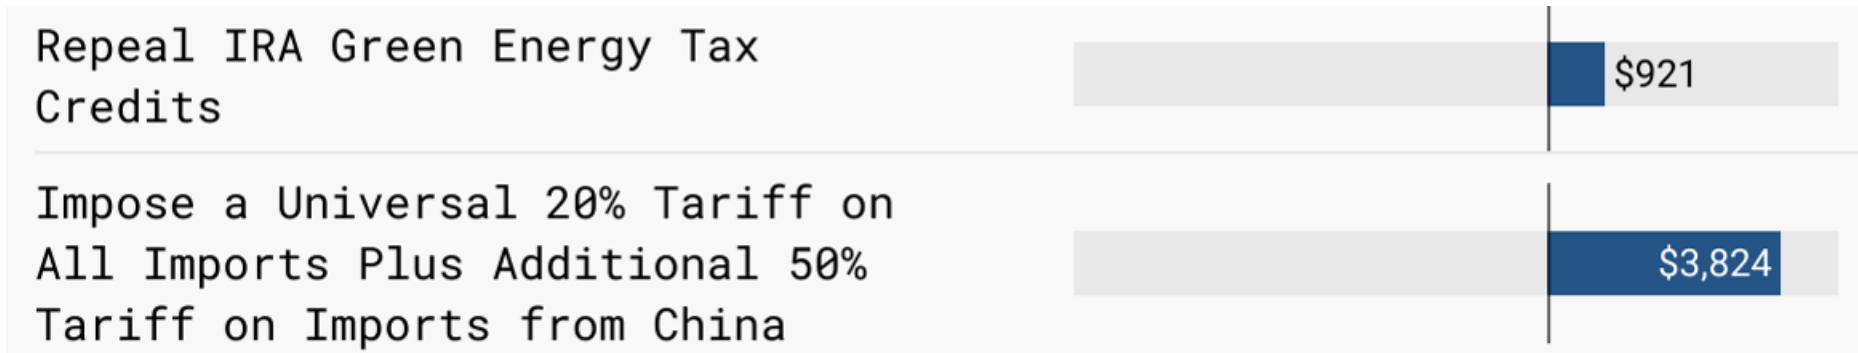 Repeal IRA Green Energy Tax
Credits
$921
Impose a Universal 20% Tariff on
All Imports Plus Additional 50%
Tariff on Imports from China
$3,824